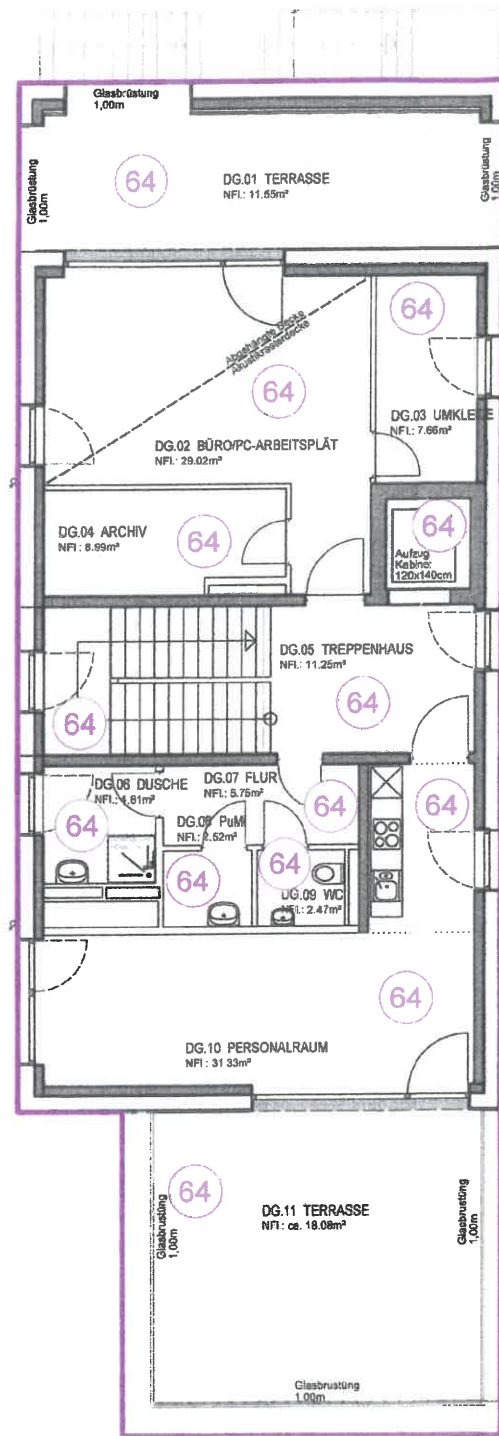 Glasbrüstung
1,00m
Glasbrüstung
1,00m
Glasbrüstung
1,00m
64
DG.01 TERRASSE
NFl.: 11.55m²
Abgehängte Decke
Akustikrasterdecke
64
64
DG.03 UMKLEIDE
NFl.: 7.66m²
DG.02 BÜRO/PC-ARBEITSPLÄT
NFl.: 29.02m²
DG.04 ARCHIV
NFl.: 8.99m²
64
64
Aufzug
Kabine:
120x140cm
DG.05 TREPPENHAUS
NFl.: 11.25m²
64
64
DG.06 DUSCHE
NFl.: 4.81m²
DG.07 FLUR
NFl.: 5.75m²
DG.08 PuM
NFl.: 2.52m²
64
64
64
64
64
DG.09 WC
NFl.: 2.47m²
64
DG.10 PERSONALRAUM
NFl.: 31.33m²
64
DG.11 TERRASSE
NFl.: ca. 18.08m²
Glasbrüstung
1,00m
Glasbrüstung
1,00m
Glasbrüstung
1,00m